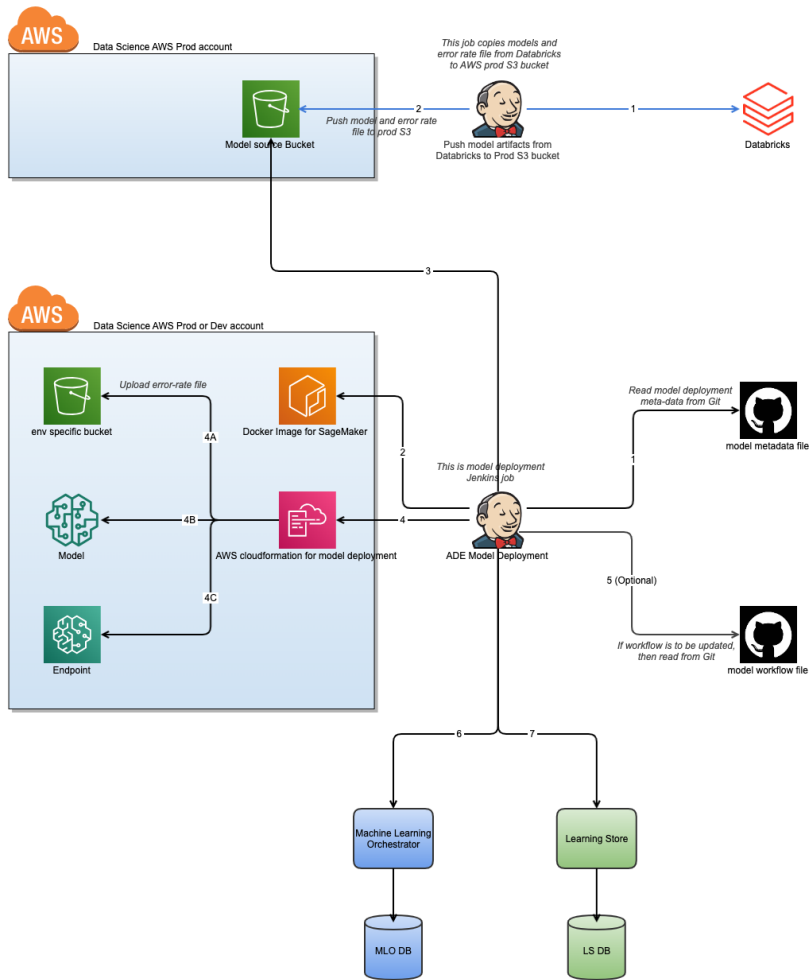 AWS
Data Science AWS Prod account
This job copies models and
error rate file from Databricks
to AWS prod S3 bucket
2
1
Push model and error rate
file to prod S3
Model source Bucket
Push model artifacts from
Databricks to Prod S3 bucket
Databricks
3
AWS
Data Science AWS Prod or Dev account
Upload error-rate file
Read model deployment
meta-data from Git
env specific bucket
Docker Image for SageMaker
model metadata file
4A
2
1
This is model deployment
Jenkins job
4B
4
Model
AWS cloudformation for model deployment
ADE Model Deployment
5 (Optional)
4C
If workflow is to be updated,
then read from Git
Endpoint
model workflow file
6
7
Machine Learning
Orchestrator
Learning Store
MLO DB
LS DB